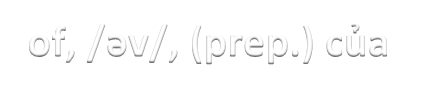 of, /əv/, (prep.) của